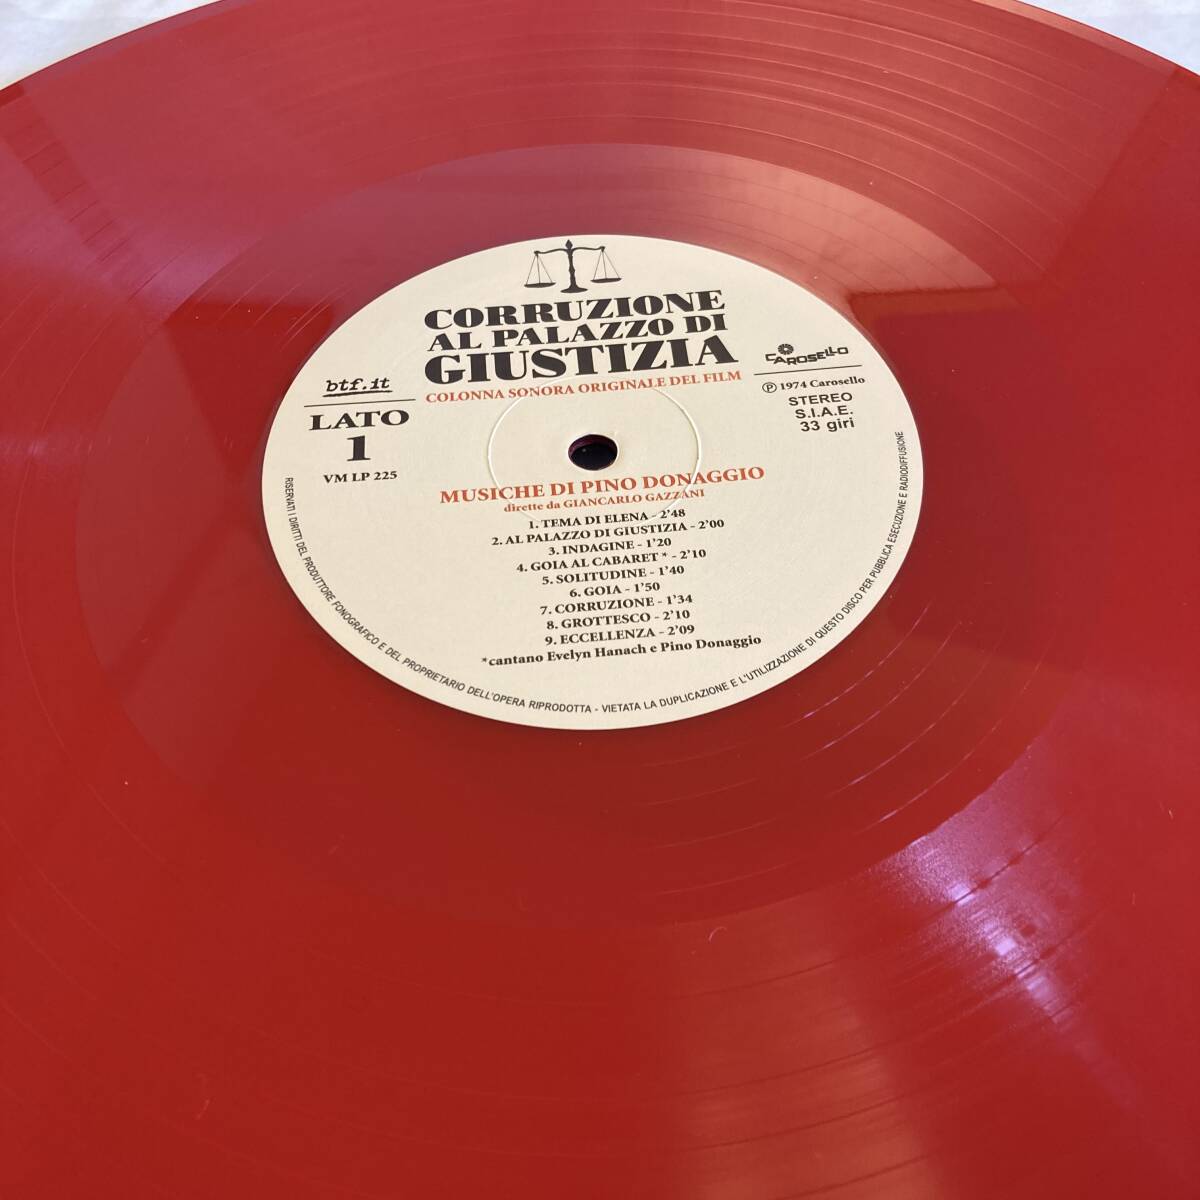 CORRUZIONE
AL PALAZZO DI
GIUSTIZIA
COLONNA SONORA ORIGINALE DEL FILM
btf.it
LATO
1
VM LP 225
CAROSELLO
Ⓟ 1974 Carosello
STEREO
S.I.A.E.
33 giri
MUSICHE DI PINO DONAGGIO
dirette da GIANCARLO GAZZANI
1. TEMA DI ELENA - 2'48
2. AL PALAZZO DI GIUSTIZIA - 2'00
3. INDAGINE - 1'20
4. GOIA AL CABARET * - 2'10
5. SOLITUDINE - 1'40
6. GOIA - 1'50
7. CORRUZIONE - 1'34
8. GROTTESCO - 2'10
9. ECCELLENZA - 2'09
*cantano Evelyn Hanach e Pino Donaggio
RISERVATI I DIRITTI DEL PRODUTTORE FONOGRAFICO E DEL PROPRIETARIO DELL'OPERA RIPRODOTTA - VIETATA LA DUPLICAZIONE E L'UTILIZZAZIONE DI QUESTO DISCO PER PUBBLICA ESECUZIONE E RADIODIFFUSIONE